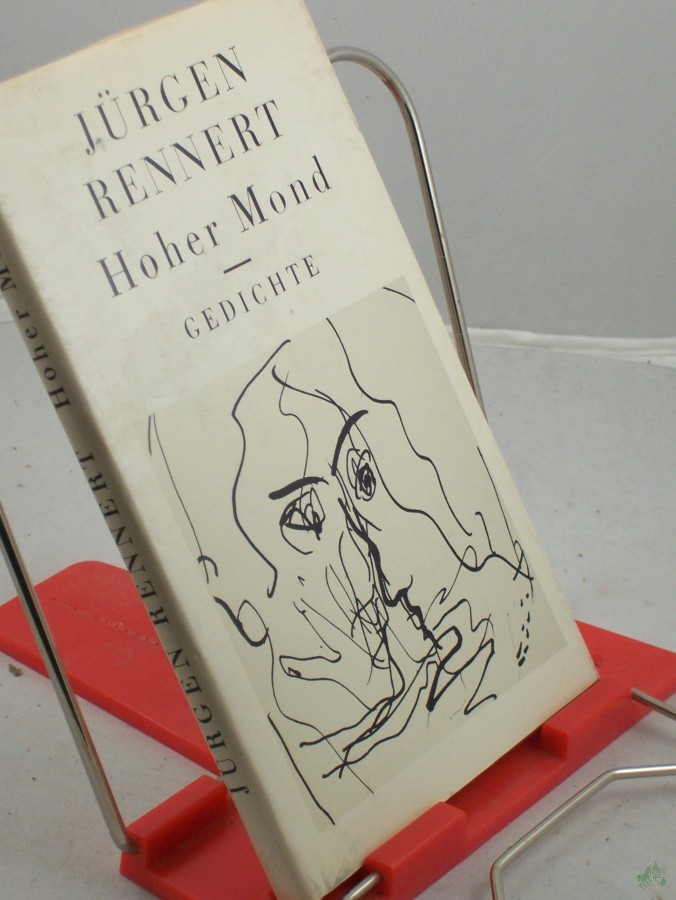 JÜRGEN
RENNERT
Hoher Mond
GEDICHTE
JÜRGEN RENNERT Hoher M